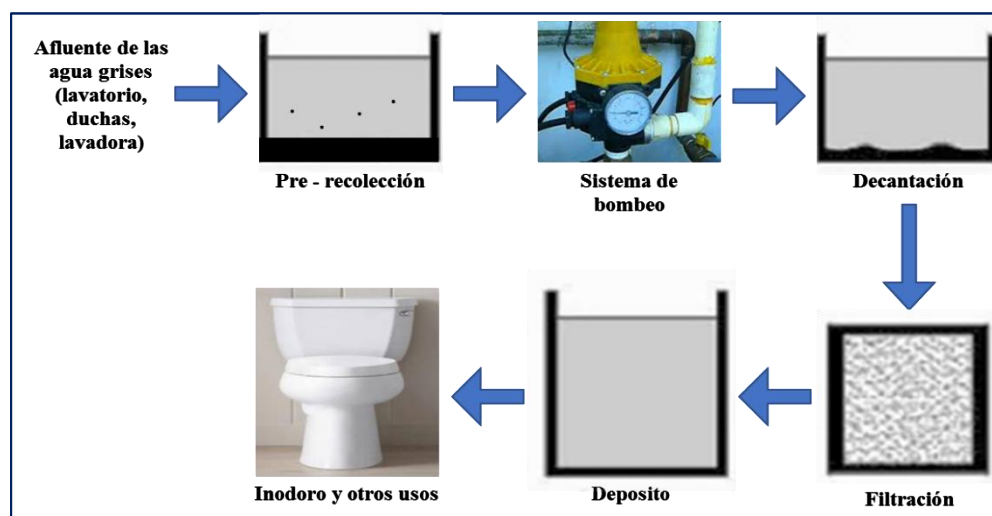 Afluente de las
agua grises
(lavatorio,
duchas,
lavadora)
Pre - recolección
Sistema de
bombeo
Decantación
Inodoro y otros usos
Deposito
Filtración